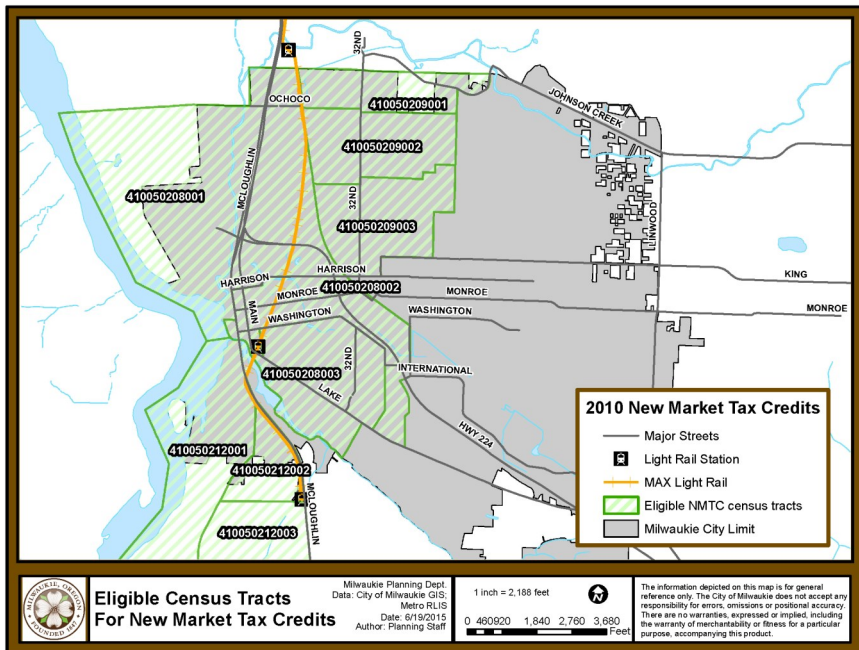 32ND
OCHOCO
410050209001
JOHNSON CREEK
410050209002
MCLOUGHLIN
32ND
410050208001
LINWOOD
410050209003
HARRISON
HARRISON
KING
410050208002
MONROE
MONROE
MONROE
MAIN
WASHINGTON
WASHINGTON
32ND
INTERNATIONAL
410050208003
LAKE
HWY 224
410050212001
410050212002
MCLOUGHLIN
410050212003
2010 New Market Tax Credits
Major Streets
Light Rail Station
MAX Light Rail
Eligible NMTC census tracts
Milwaukie City Limit
MILWAUKIE, OREGON
FOUNDED 1847
Eligible Census Tracts
For New Market Tax Credits
Milwaukie Planning Dept.
Data: City of Milwaukie GIS;
Metro RLIS
Date: 6/19/2015
Author: Planning Staff
1 inch = 2,188 feet
0 460920 1,840 2,760 3,680
Feet
The information depicted on this map is for general
reference only. The City of Milwaukie does not accept any
responsibility for errors, omissions or positional accuracy.
There are no warranties, expressed or implied, including
the warranty of merchantability or fitness for a particular
purpose, accompanying this product.